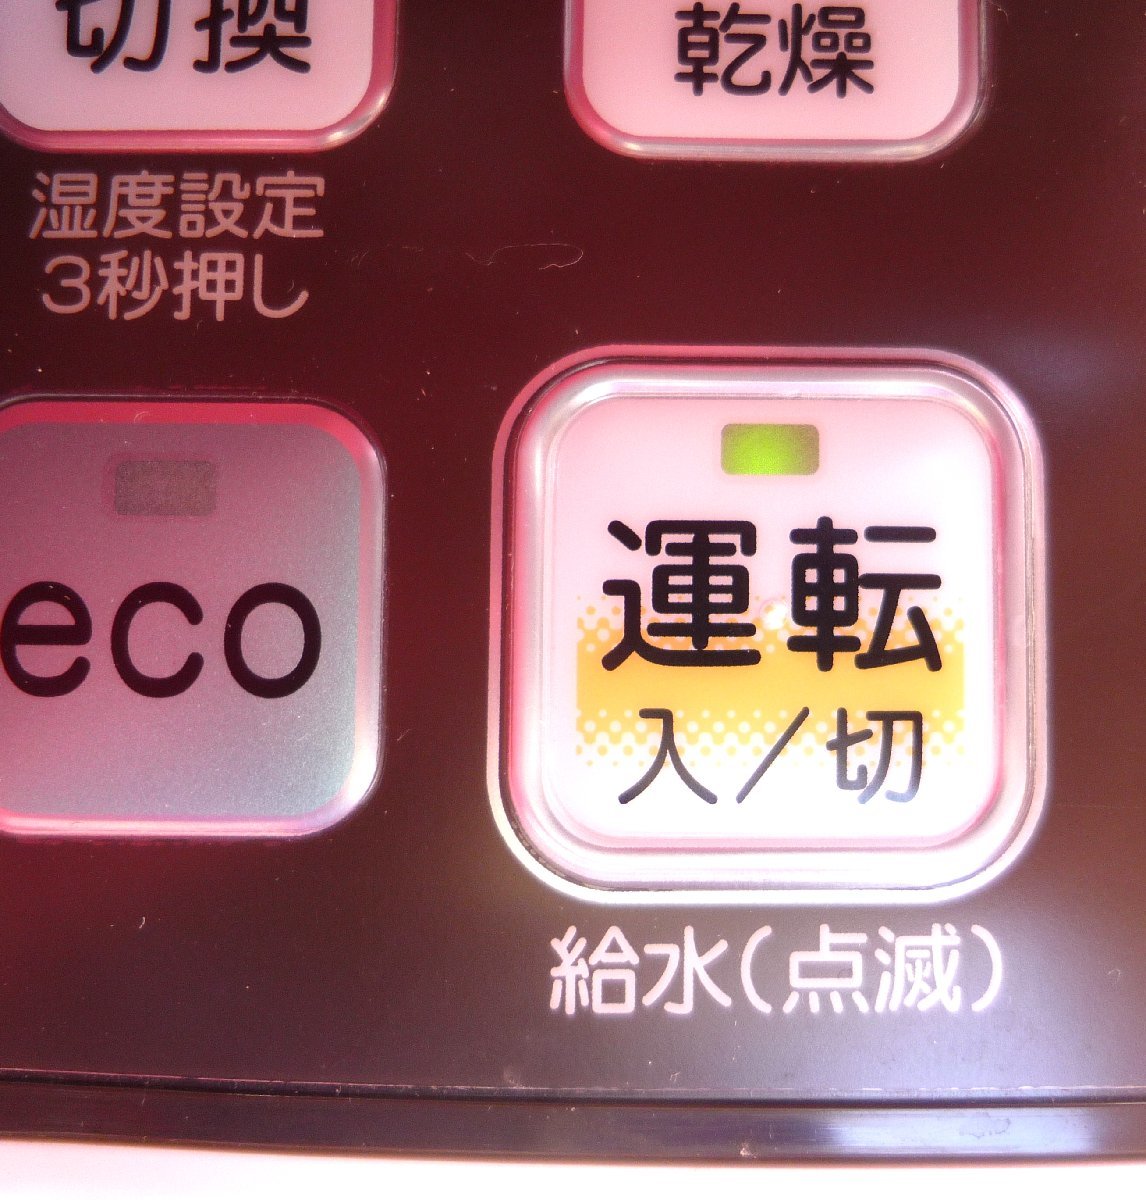 切換
乾燥
湿度設定
3秒押し
eco
運転
入/切
給水(点滅)